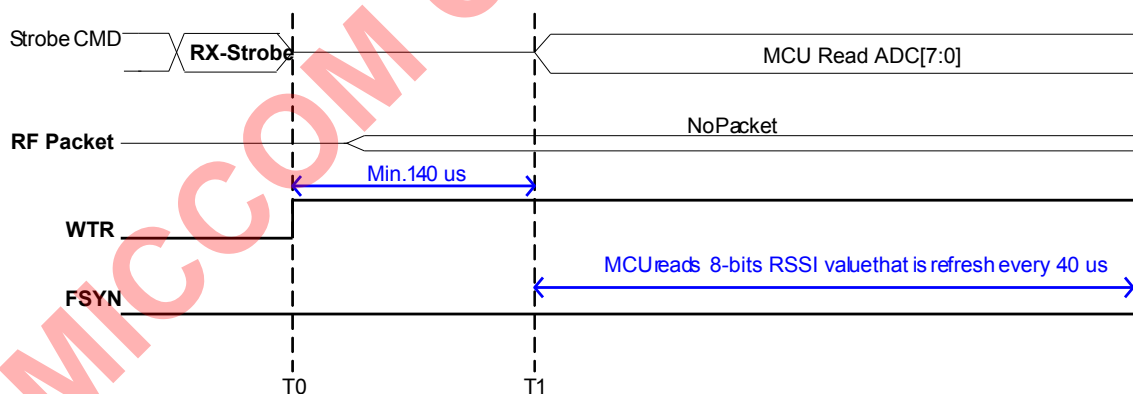 Strobe CMD
RX-Strobe
MCU Read ADC[7:0]
RF Packet
NoPacket
Min.140 us
WTR
MCUreads 8-bits RSSI valuethat is refresh every 40 us
FSYN
T0
T1
MICCOM